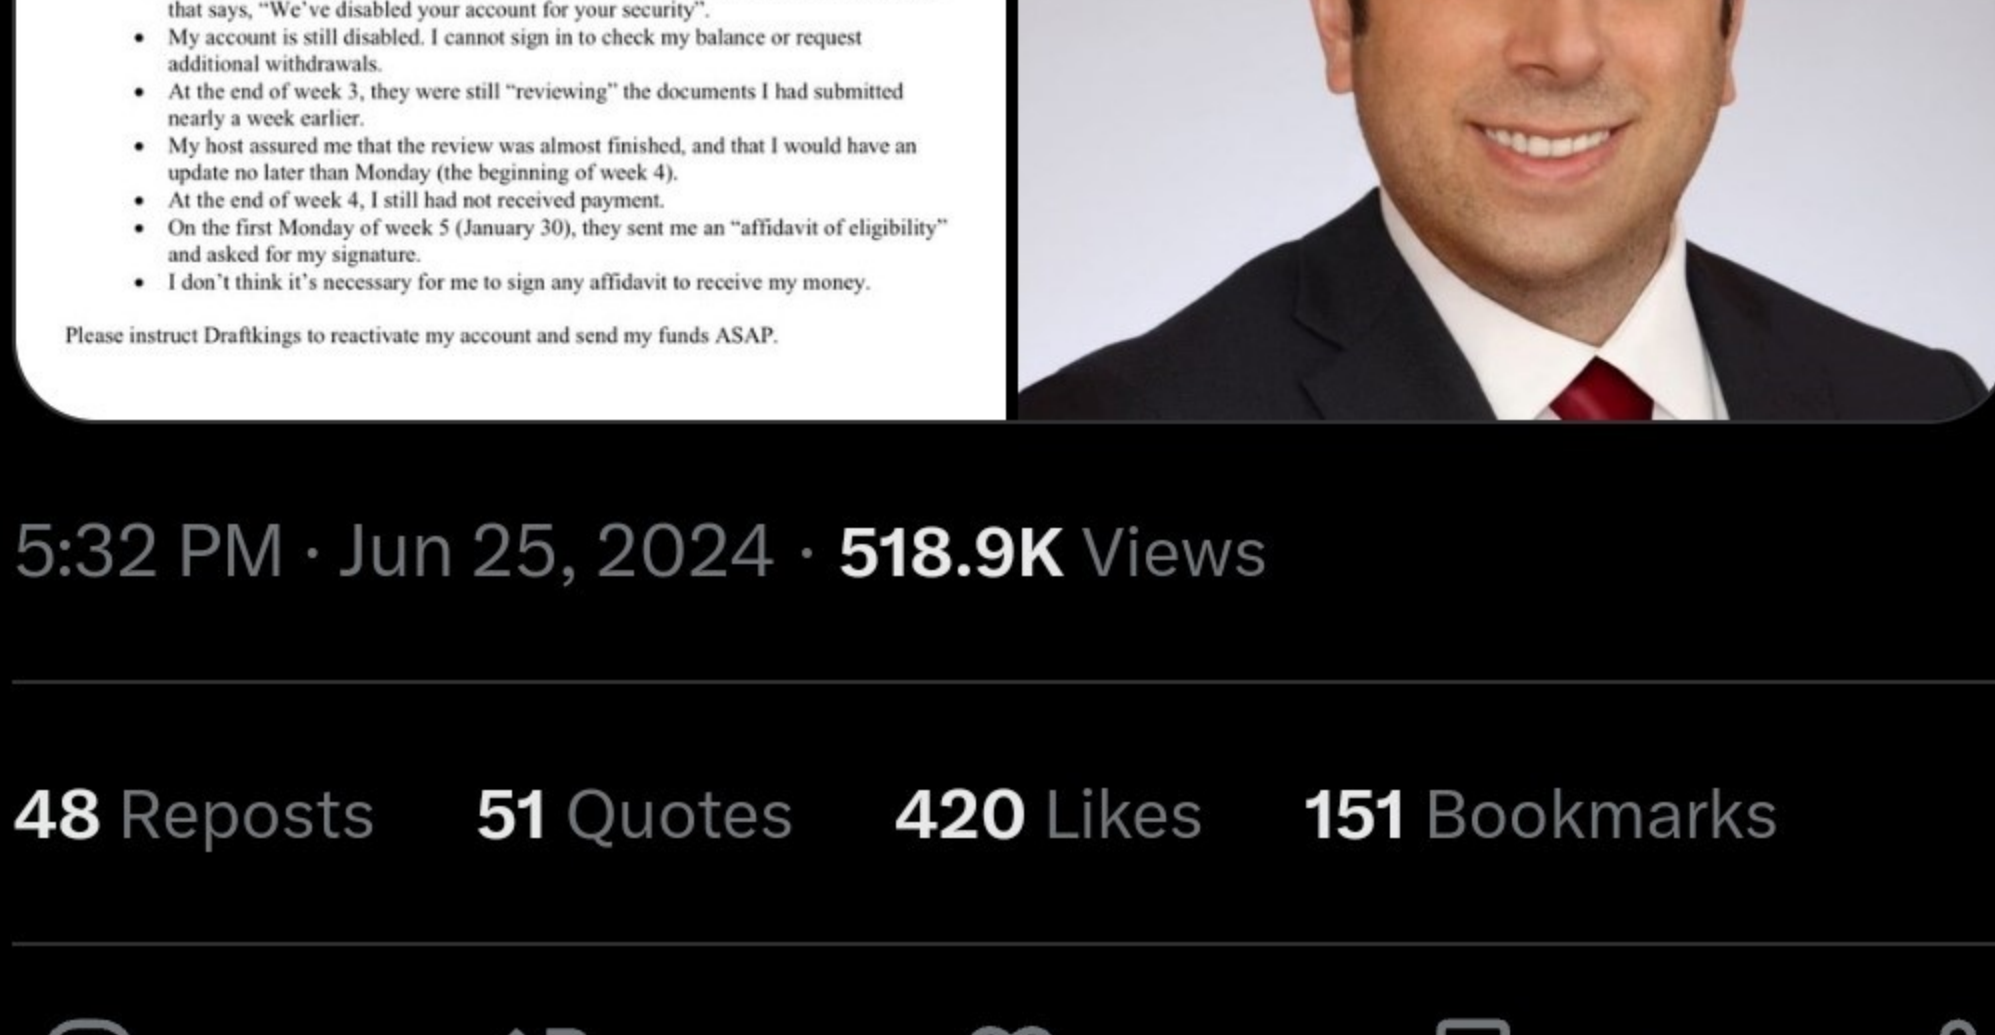 that says, “We’ve disabled your account for your security”.
• My account is still disabled. I cannot sign in to check my balance or request
additional withdrawals.
• At the end of week 3, they were still “reviewing” the documents I had submitted
nearly a week earlier.
• My host assured me that the review was almost finished, and that I would have an
update no later than Monday (the beginning of week 4).
• At the end of week 4, I still had not received payment.
• On the first Monday of week 5 (January 30), they sent me an “affidavit of eligibility”
and asked for my signature.
• I don’t think it’s necessary for me to sign any affidavit to receive my money.
Please instruct Draftkings to reactivate my account and send my funds ASAP.
5:32 PM · Jun 25, 2024 · 518.9K Views
48 Reposts 51 Quotes 420 Likes 151 Bookmarks